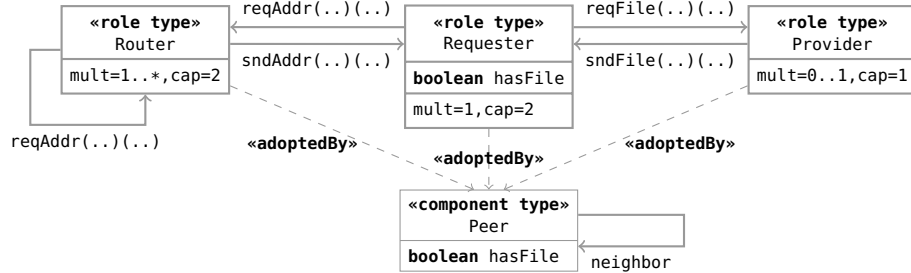 reqAddr(..)(..)
reqFile(..)(..)
«role type»
Router
mult=1..*,cap=2
«role type»
Requester
boolean hasFile
mult=1,cap=2
«role type»
Provider
mult=0..1,cap=1
sndAddr(..)(..)
sndFile(..)(..)
reqAddr(..)(..)
«adoptedBy»
«adoptedBy»
«adoptedBy»
«component type»
Peer
boolean hasFile
neighbor